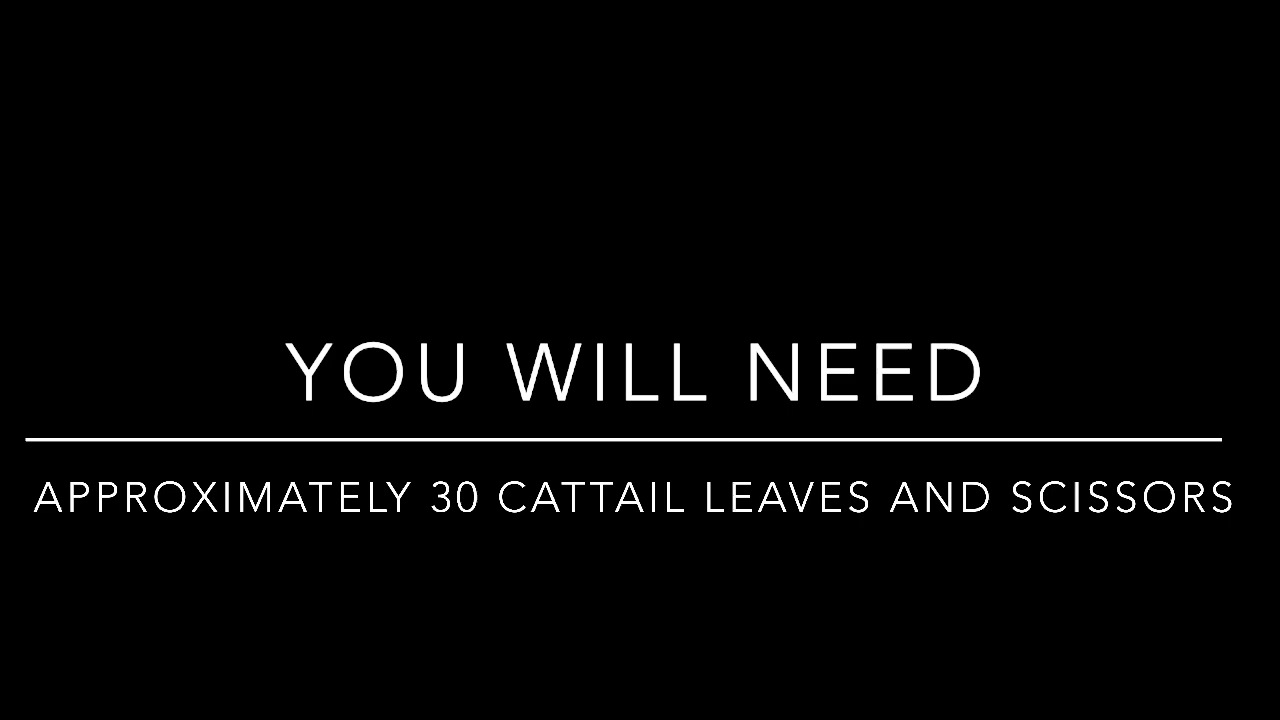 YOU WILL NEED
APPROXIMATELY 30 CATTAIL LEAVES AND SCISSORS